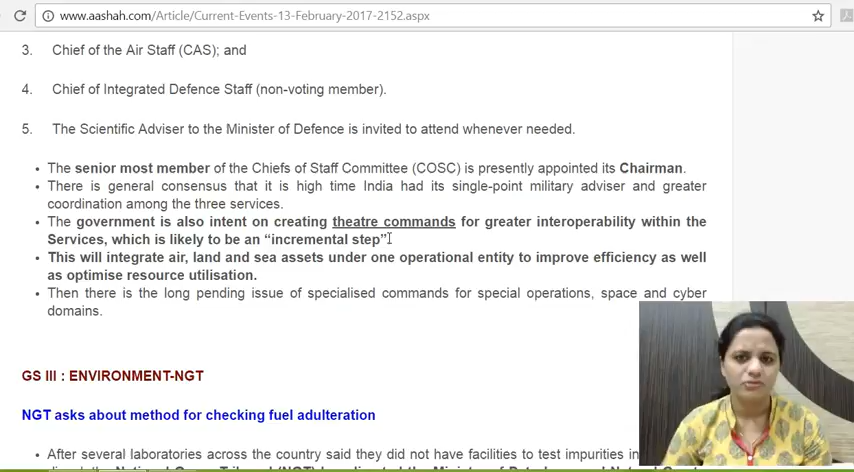 www.aashah.com/Article/Current-Events-13-February-2017-2152.aspx
3. Chief of the Air Staff (CAS); and
4. Chief of Integrated Defence Staff (non-voting member).
5. The Scientific Adviser to the Minister of Defence is invited to attend whenever needed.
• The senior most member of the Chiefs of Staff Committee (COSC) is presently appointed its Chairman.
• There is general consensus that it is high time India had its single-point military adviser and greater
coordination among the three services.
• The government is also intent on creating theatre commands for greater interoperability within the
Services, which is likely to be an “incremental step”
• This will integrate air, land and sea assets under one operational entity to improve efficiency as well
as optimise resource utilisation.
• Then there is the long pending issue of specialised commands for special operations, space and cyber
domains.
GS III : ENVIRONMENT-NGT
NGT asks about method for checking fuel adulteration
• After several laboratories across the country said they did not have facilities to test impurities in